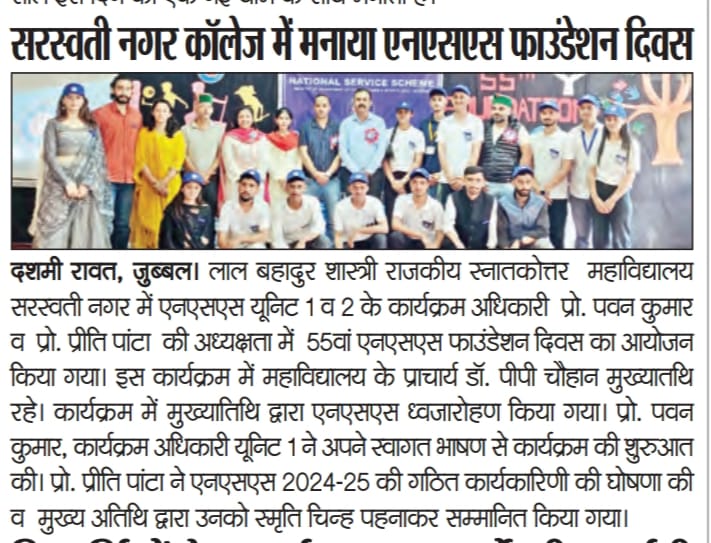 सरस्वती नगर कॉलेज में मनाया एनएसएस फाउंडेशन दिवस
NATIONAL SERVICE SCHEME
55TH
दशमी रावत, जुब्बल। लाल बहादुर शास्त्री राजकीय स्नातकोत्तर महाविद्यालय
सरस्वती नगर में एनएसएस यूनिट 1 व 2 के कार्यक्रम अधिकारी प्रो. पवन कुमार
व प्रो. प्रीति पांटा की अध्यक्षता में 55वां एनएसएस फाउंडेशन दिवस का आयोजन
किया गया। इस कार्यक्रम में महाविद्यालय के प्राचार्य डॉ. पीपी चौहान मुख्यातथि
रहे। कार्यक्रम में मुख्यातिथि द्वारा एनएसएस ध्वजारोहण किया गया। प्रो. पवन
कुमार, कार्यक्रम अधिकारी यूनिट 1 ने अपने स्वागत भाषण से कार्यक्रम की शुरुआत
की। प्रो. प्रीति पांटा ने एनएसएस 2024-25 की गठित कार्यकारिणी की घोषणा की
व मुख्य अतिथि द्वारा उनको स्मृति चिन्ह पहनाकर सम्मानित किया गया।